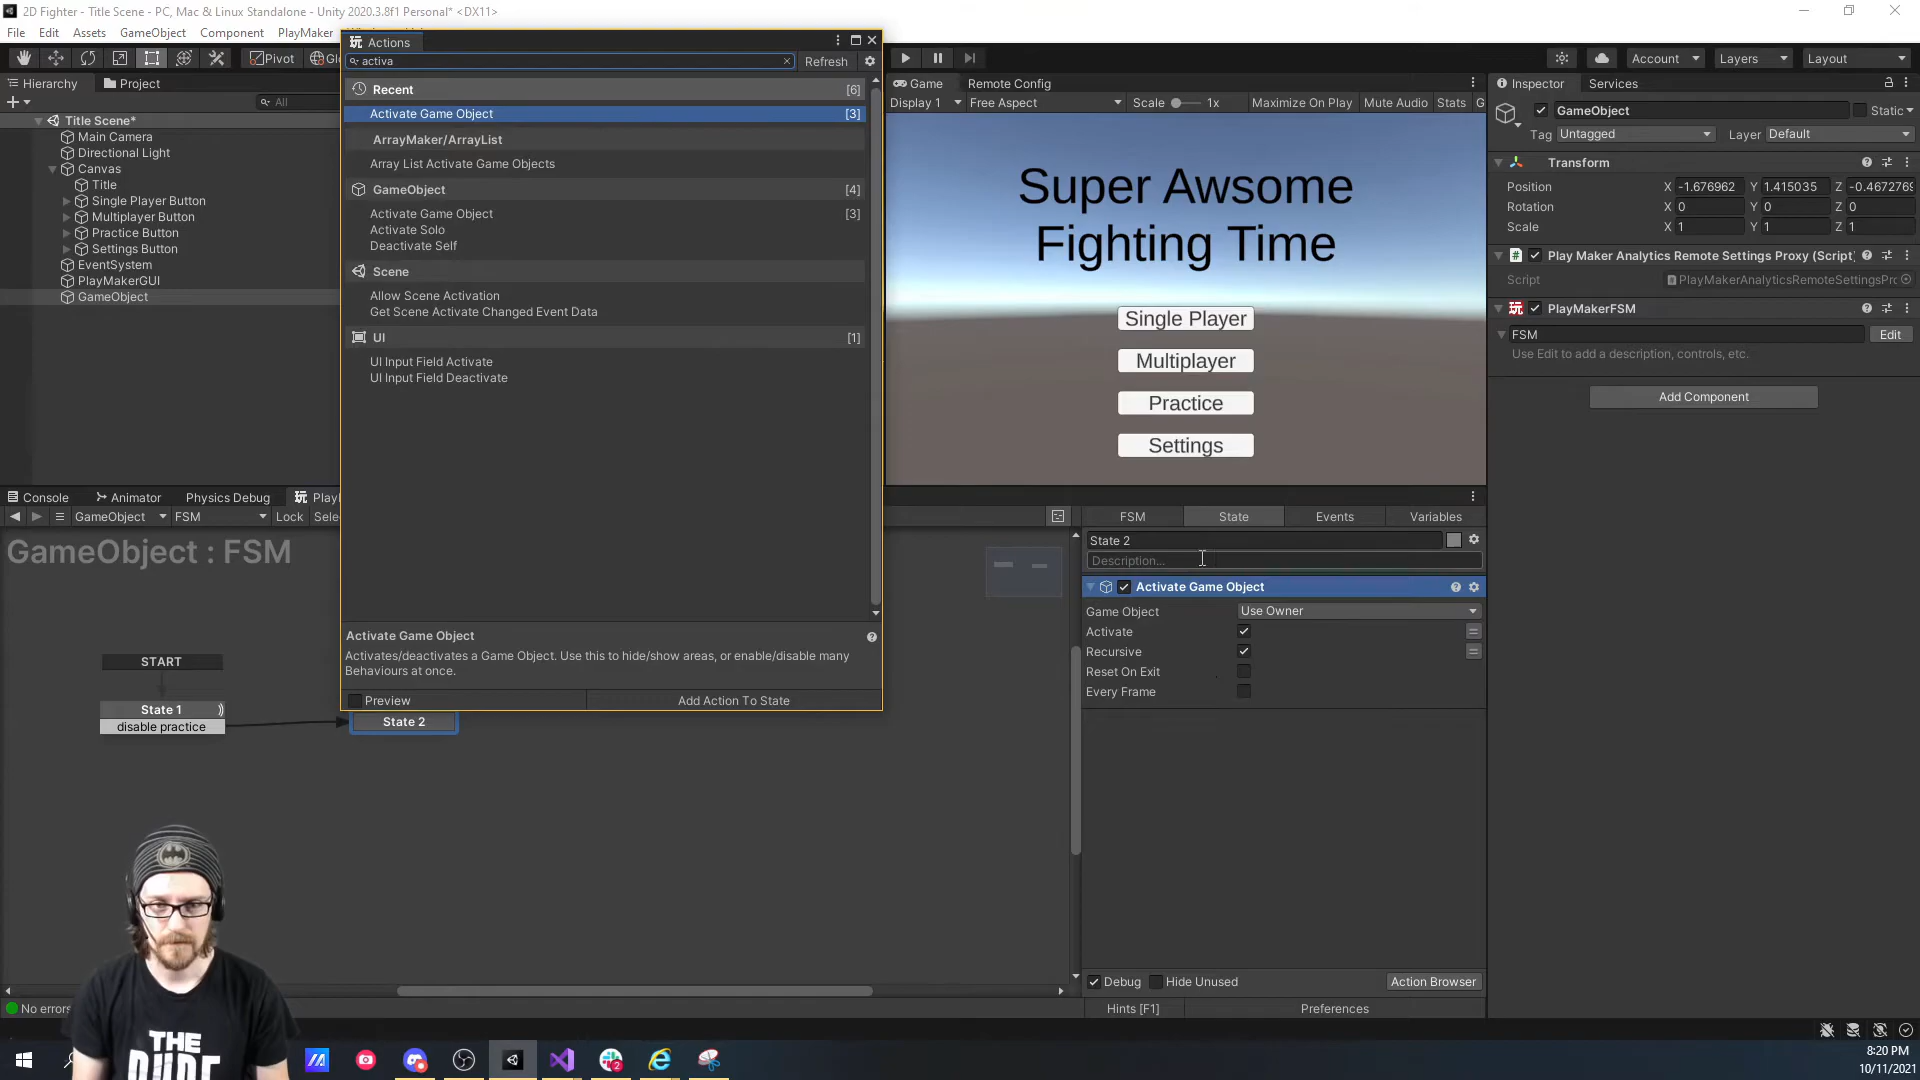 2D Fighter - Title Scene - PC, Mac & Linux Standalone - Unity 2020.3.8f1 Personal* <DX11>
File Edit Assets GameObject Component PlayMaker
Pivot
Account Layers Layout
Hierarchy Project
All
Title Scene*
Main Camera
Directional Light
Canvas
Title
Single Player Button
Multiplayer Button
Practice Button
Settings Button
EventSystem
PlayMakerGUI
GameObject
Actions
activa
Refresh
Recent [6]
Activate Game Object [3]
ArrayMaker/ArrayList
Array List Activate Game Objects
GameObject [4]
Activate Game Object [3]
Activate Solo
Deactivate Self
Scene
Allow Scene Activation
Get Scene Activate Changed Event Data
UI [1]
UI Input Field Activate
UI Input Field Deactivate
Activate Game Object
Activates/deactivates a Game Object. Use this to hide/show areas, or enable/disable many
Behaviours at once.
Preview Add Action To State
Game Remote Config
Display 1 Free Aspect Scale 1x Maximize On Play Mute Audio Stats G
Super Awsome
Fighting Time
Single Player
Multiplayer
Practice
Settings
Inspector Services
GameObject Static
Tag Untagged Layer Default
Transform
Position X -1.676962 Y 1.415035 Z -0.4672769
Rotation X 0 Y 0 Z 0
Scale X 1 Y 1 Z 1
Play Maker Analytics Remote Settings Proxy (Script)
Script PlayMakerAnalyticsRemoteSettingsPro
PlayMakerFSM
FSM Edit
Use Edit to add a description, controls, etc.
Add Component
Console Animator Physics Debug
GameObject FSM Lock
GameObject : FSM
START
State 1
disable practice
State 2
FSM State Events Variables
State 2
Description...
Activate Game Object
Game Object Use Owner
Activate
Recursive
Reset On Exit
Every Frame
Debug Hide Unused Action Browser
No errors
Hints [F1] Preferences
THE
DUDE
2
8:20 PM
10/11/2021